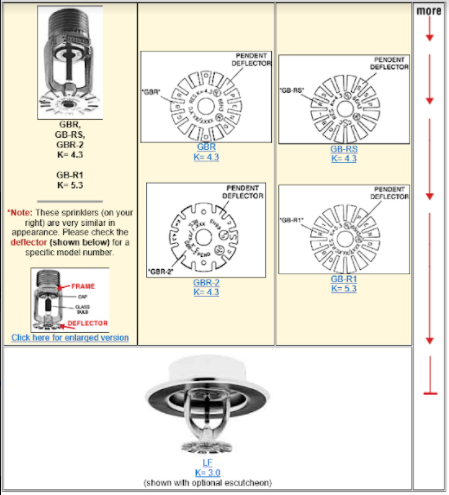 more
GBR,
GB-RS,
GBR-2
K= 4.3
GB-R1
K= 5.3
*Note: These sprinklers (on your
right) are very similar in
appearance. Please check the
deflector (shown below) for a
specific model number.
FRAME
CAP
GLASS
BULB
DEFLECTOR
Click here for enlarged version
PENDENT
DEFLECTOR
"GBR"
GBR
K= 4.3
PENDENT
DEFLECTOR
"GB-RS"
GB-RS
K= 4.3
PENDENT
DEFLECTOR
"GBR-2"
GBR-2
K= 4.3
PENDENT
DEFLECTOR
"GB-R1"
GB-R1
K= 5.3
LF
K= 3.0
(shown with optional escutcheon)